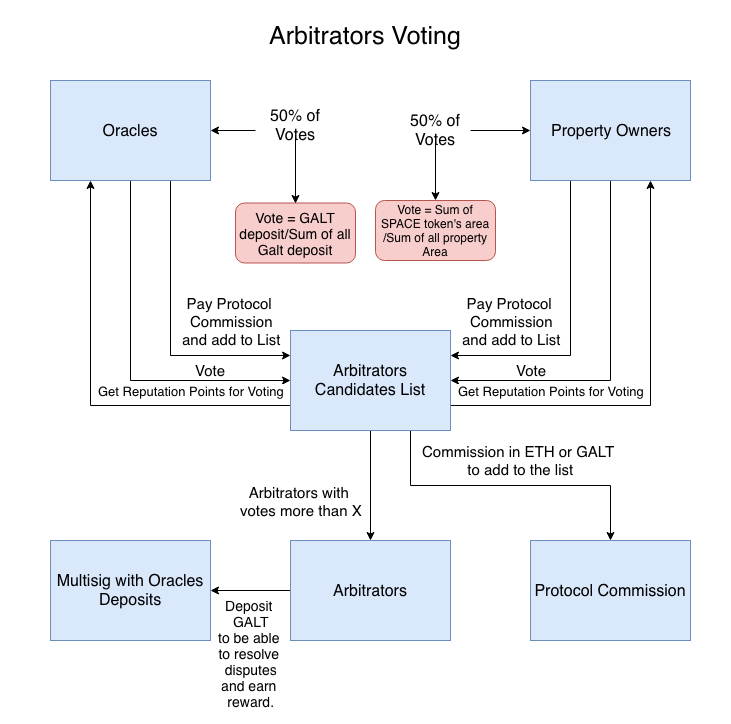 Arbitrators Voting
Oracles
50% of
Votes
50% of
Votes
Property Owners
Vote = GALT
deposit/Sum of all
Galt deposit
Vote = Sum of
SPACE token's area
/Sum of all property
Area
Pay Protocol
Commission
and add to List
Pay Protocol
Commission
and add to List
Vote
Get Reputation Points for Voting
Arbitrators
Candidates List
Vote
Get Reputation Points for Voting
Commission in ETH or GALT
to add to the list
Arbitrators with
votes more than X
Multisig with Oracles
Deposits
Arbitrators
Protocol Commission
Deposit
GALT
to be able
to resolve
disputes
and earn
reward.